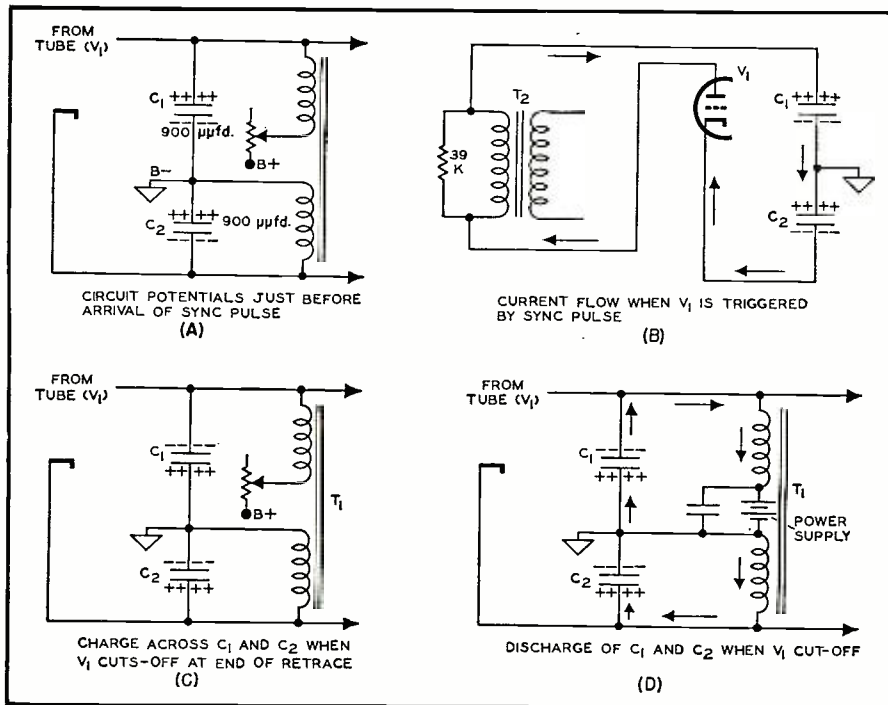 FROM
TUBE (V₁)
C₁
++ ++
– – – –
900 µµfd.
B+
B–
++ ++
C₂
– – – –
900 µµfd.
CIRCUIT POTENTIALS JUST BEFORE
ARRIVAL OF SYNC PULSE
(A)
T₂
39
K
V₁
C₁
++ ++
– – – –
C₂
++ ++
– – – –
CURRENT FLOW WHEN V₁ IS TRIGGERED
BY SYNC PULSE
(B)
FROM
TUBE (V₁)
C₁
– – – –
++ ++
B+
T₁
C₂
– – – –
++ ++
CHARGE ACROSS C₁ AND C₂ WHEN
V₁ CUTS-OFF AT END OF RETRACE
(C)
FROM
TUBE (V₁)
C₁
– – – –
++ ++
T₁
POWER
SUPPLY
C₂
– – – –
++ ++
DISCHARGE OF C₁ AND C₂ WHEN V₁ CUT-OFF
(D)